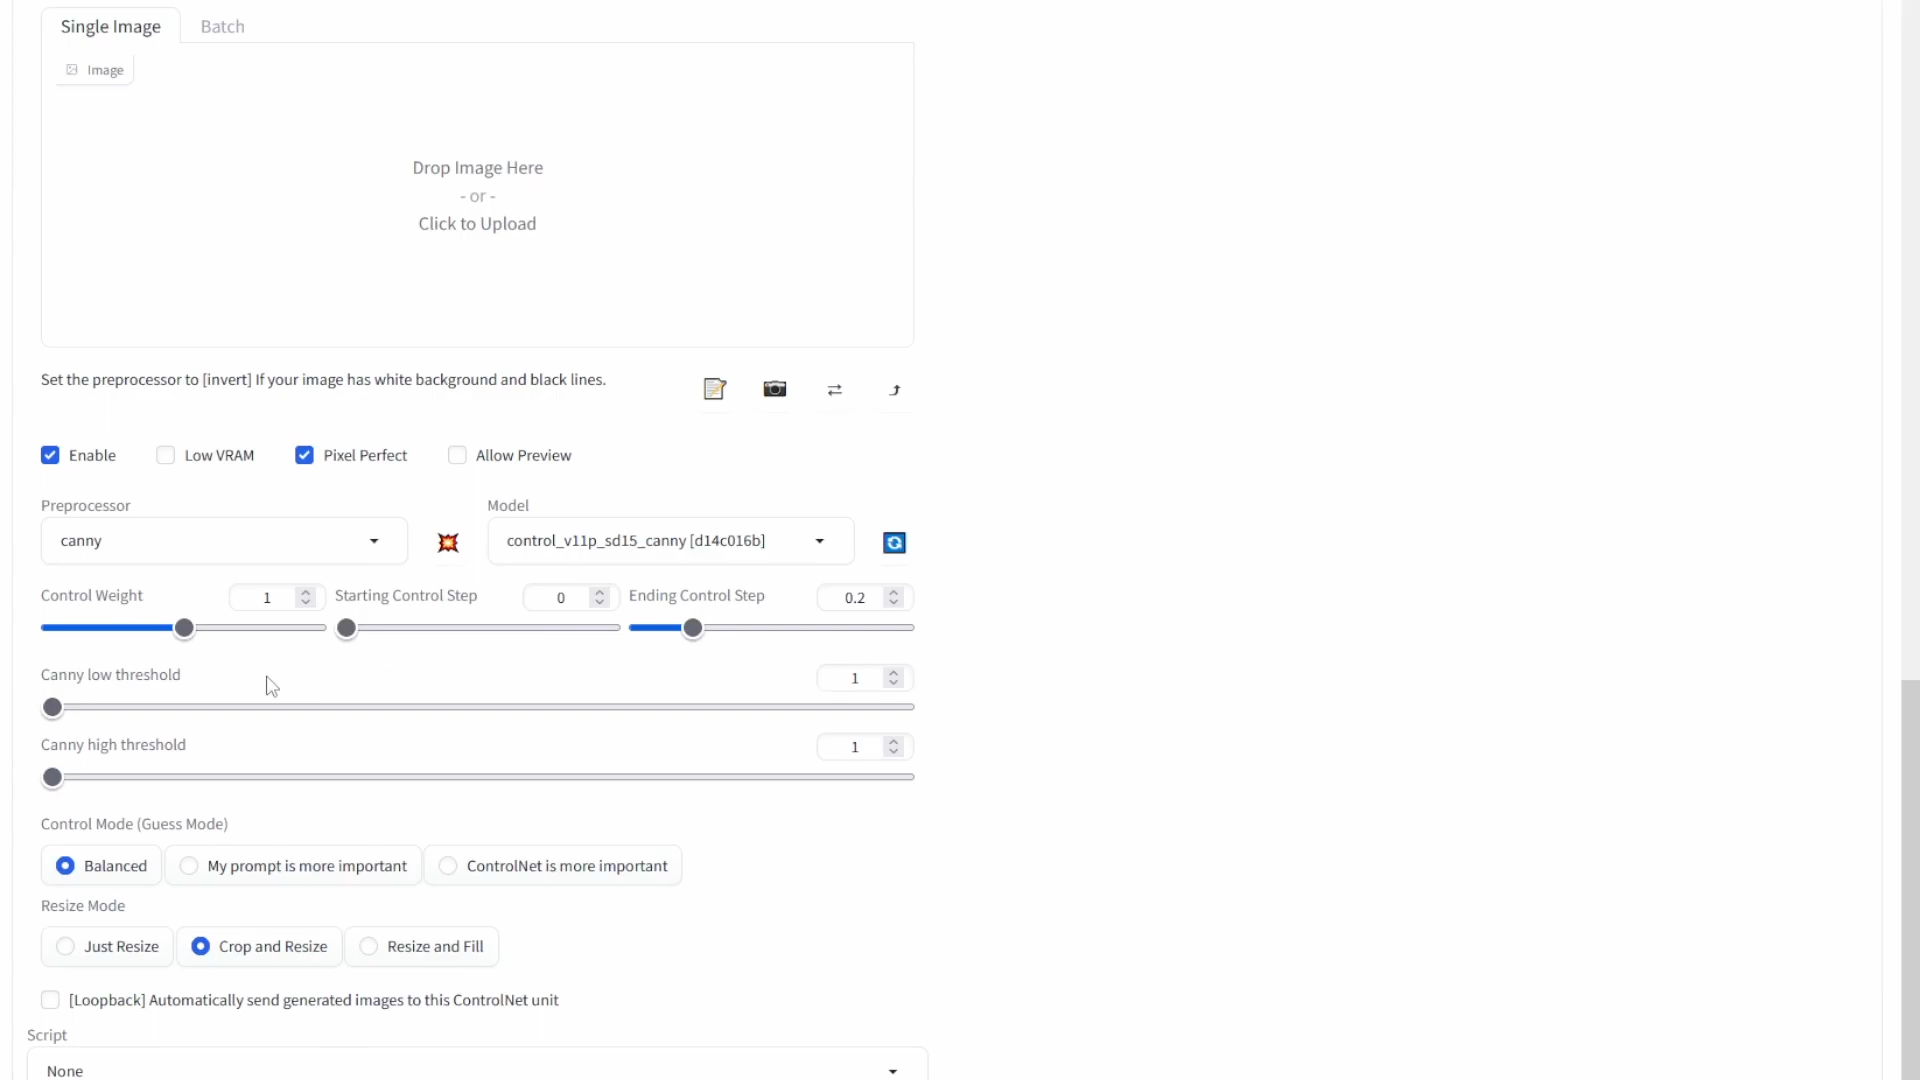 Single Image
Batch
Image
Drop Image Here
- or -
Click to Upload
Set the preprocessor to [invert] If your image has white background and black lines.
Enable
Low VRAM
Pixel Perfect
Allow Preview
Preprocessor
Model
canny
control_v11p_sd15_canny [d14c016b]
Control Weight
1
Starting Control Step
0
Ending Control Step
0.2
Canny low threshold
1
Canny high threshold
1
Control Mode (Guess Mode)
Balanced
My prompt is more important
ControlNet is more important
Resize Mode
Just Resize
Crop and Resize
Resize and Fill
[Loopback] Automatically send generated images to this ControlNet unit
Script
None